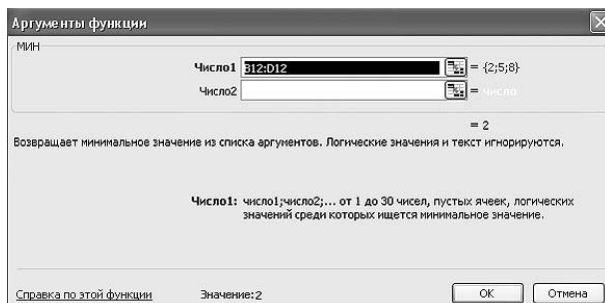 Аргументы функции
МИН
Число1 B12:D12 = {2;5;8}
Число2 = число
= 2
Возвращает минимальное значение из списка аргументов. Логические значения и текст игнорируются.
Число1: число1;число2;... от 1 до 30 чисел, пустых ячеек, логических
значений среди которых ищется минимальное значение.
Справка по этой функции Значение:2 OK Отмена